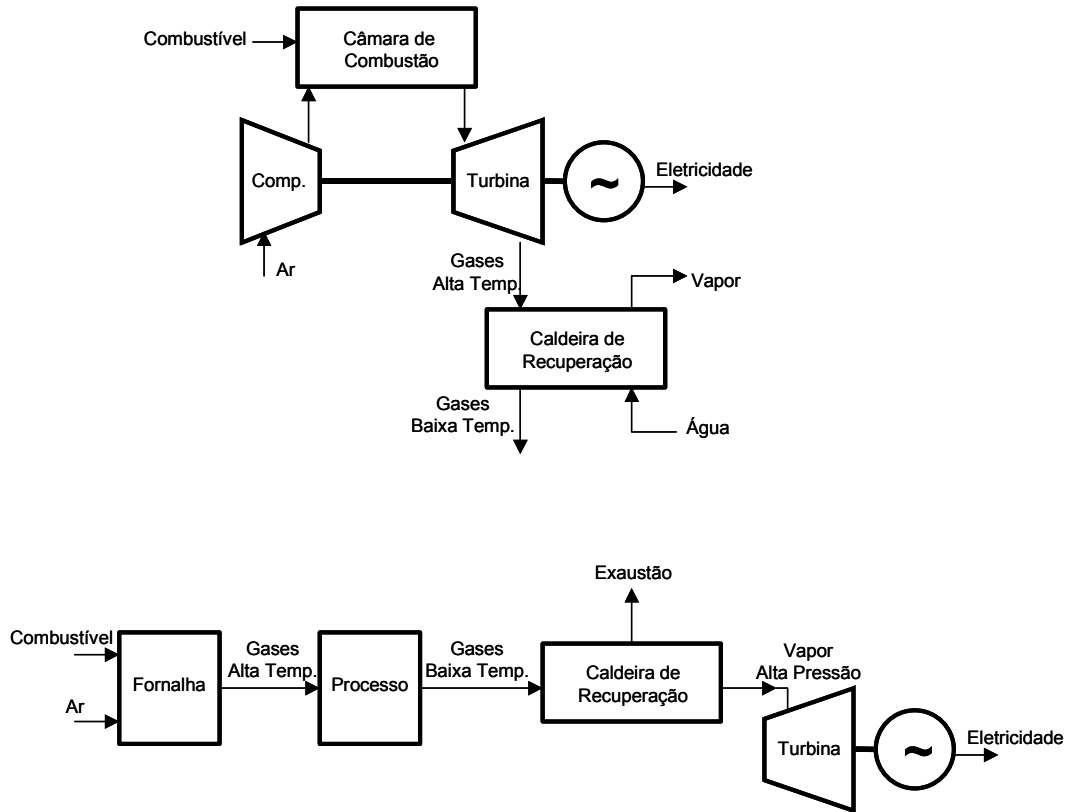 Combustível
Câmara de
Combustão
Comp.
Turbina
~
Eletricidade
Ar
Gases
Alta Temp.
Vapor
Caldeira de
Recuperação
Gases
Baixa Temp.
Água
Exaustão
Combustível
Ar
Fornalha
Gases
Alta Temp.
Processo
Gases
Baixa Temp.
Caldeira de
Recuperação
Vapor
Alta Pressão
Turbina
~
Eletricidade